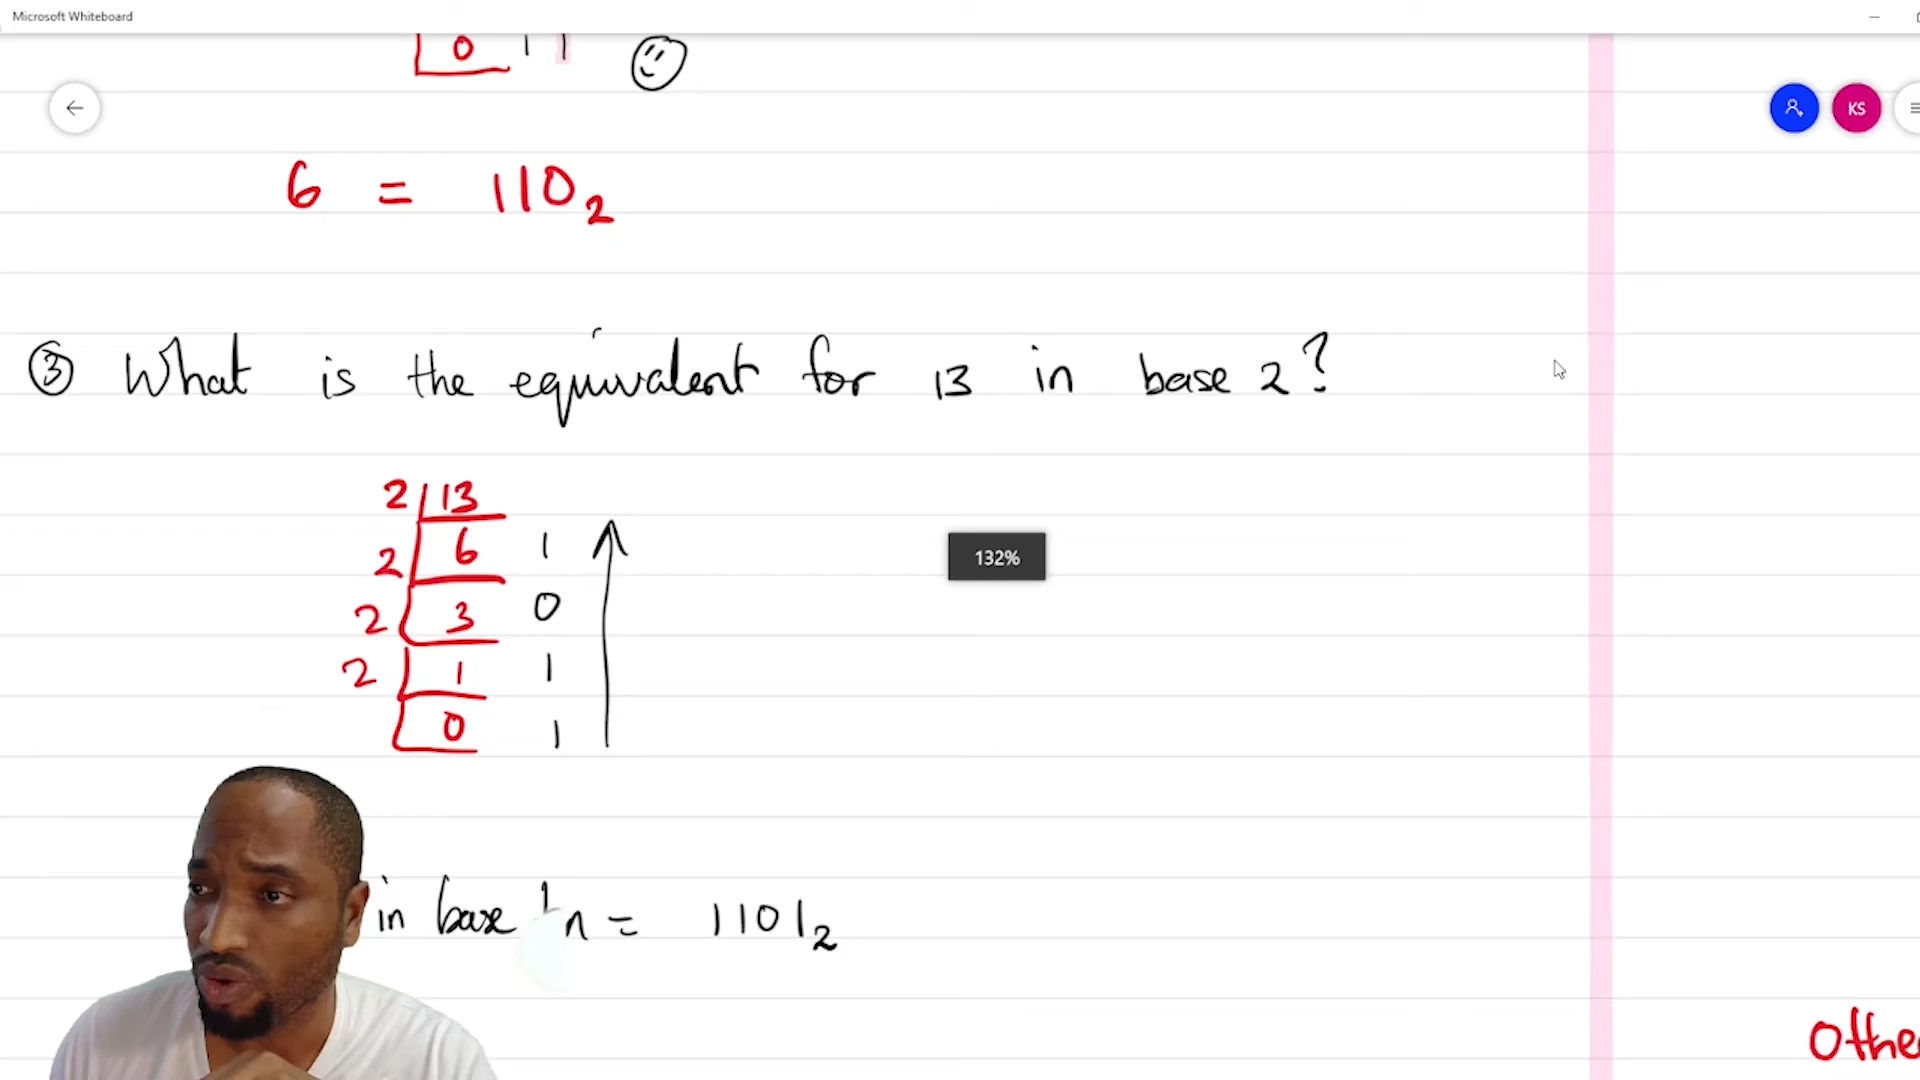 Microsoft Whiteboard
0 1 1
KS
6 = 110₂
③ What is the equivalent for 13 in base 2?
2 13
2 6 1
132%
2 3 0
2 1 1
0 1
in base = 1101₂
Othe